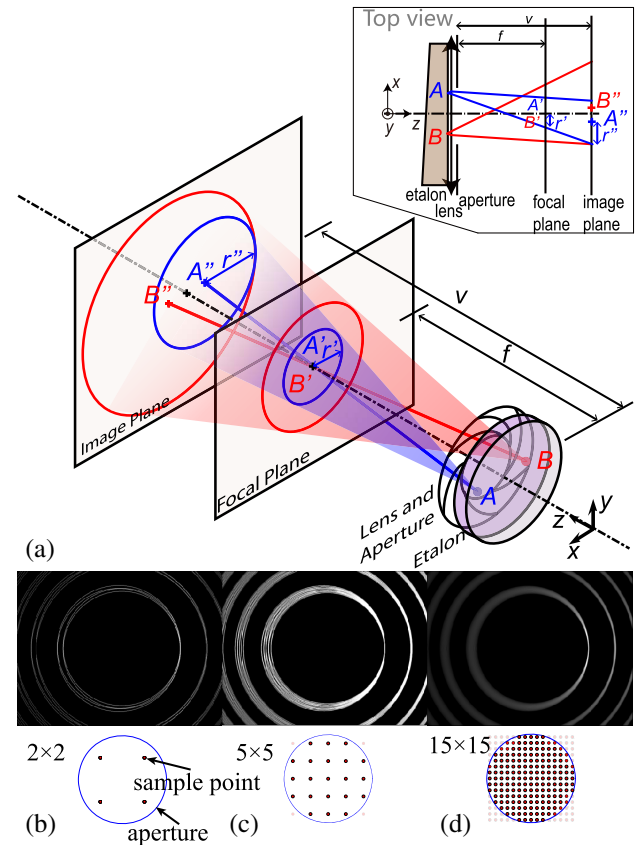 (a)
Top view
v
f
x
y
z
A
B
A'
B'
r'
B"
A"
r"
etalon
lens
aperture
focal
plane
image
plane
A" r"
B"
A' r'
B'
v
f
Image Plane
Focal Plane
A
B
Lens and
Aperture
Etalon
z
y
x
2×2
sample point
aperture
(b)
5×5
(c)
15×15
(d)